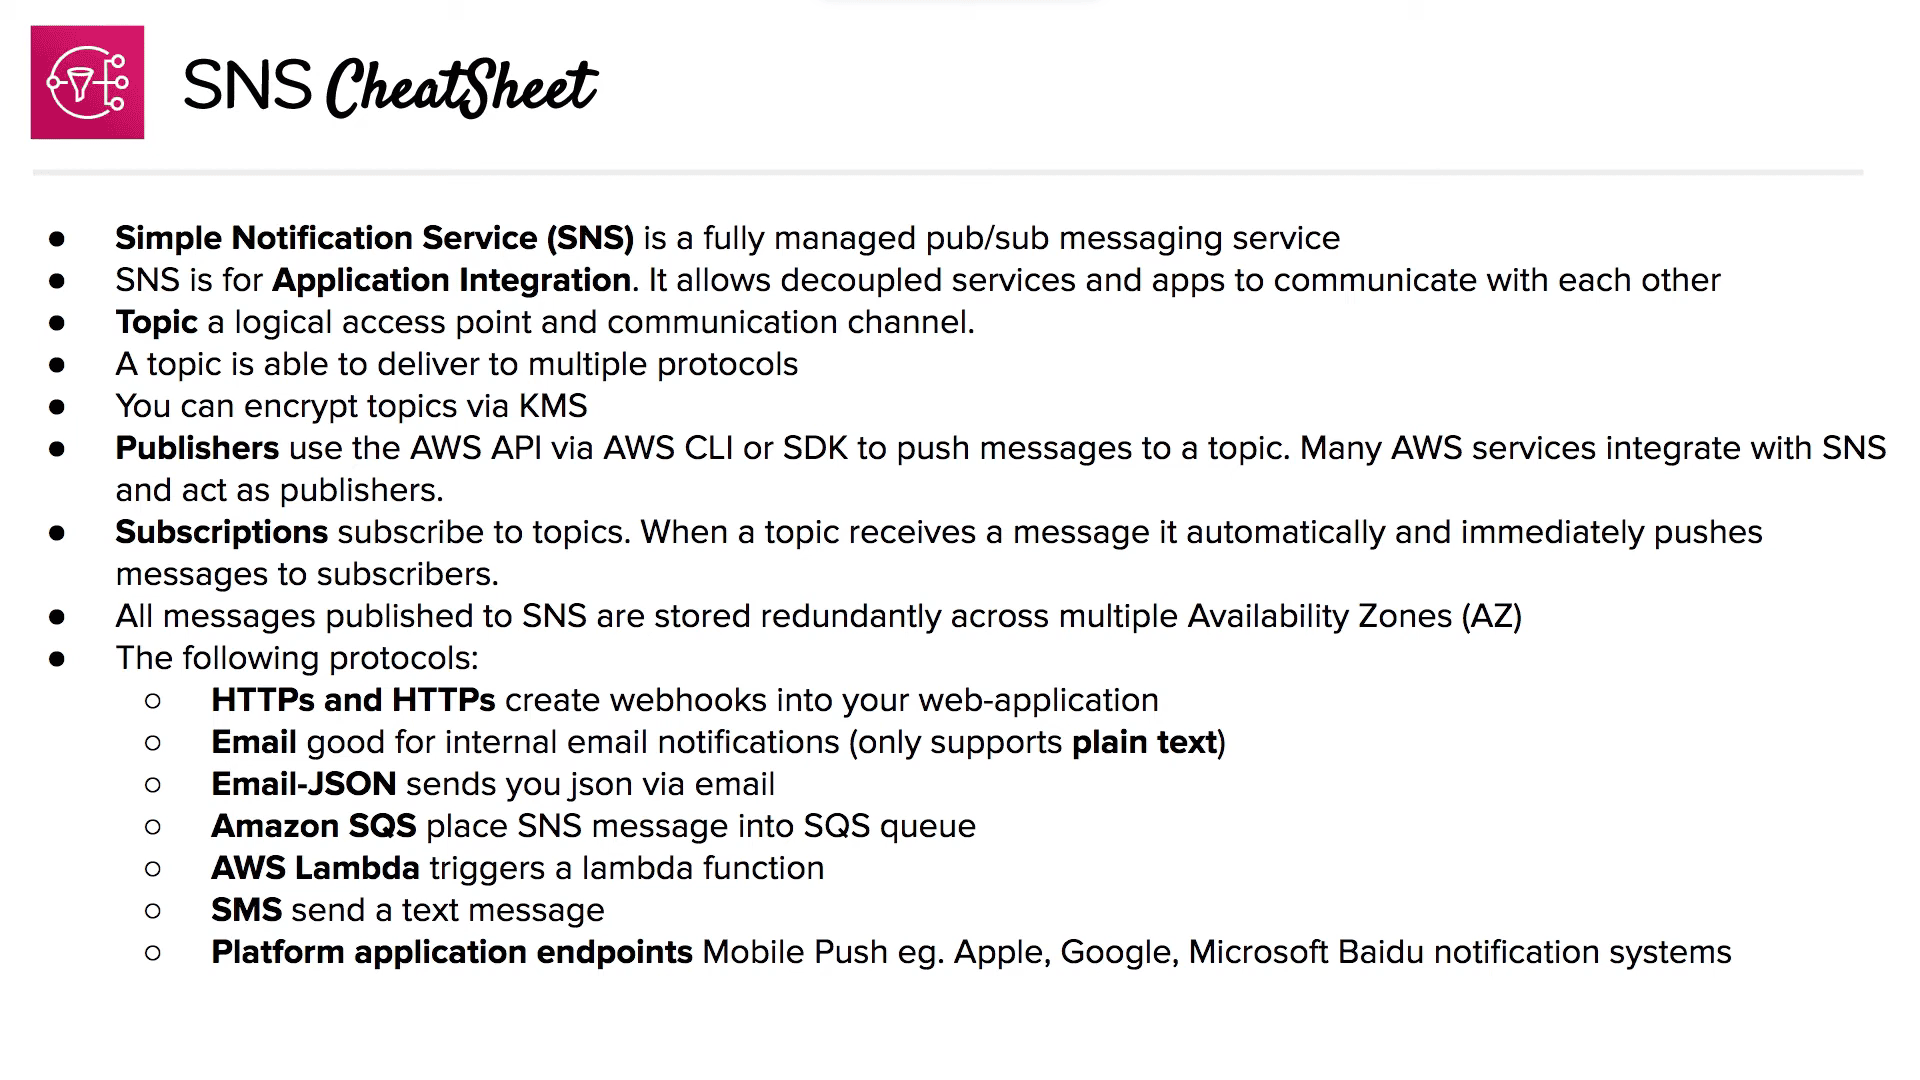 SNS CheatSheet
● Simple Notification Service (SNS) is a fully managed pub/sub messaging service
● SNS is for Application Integration. It allows decoupled services and apps to communicate with each other
● Topic a logical access point and communication channel.
● A topic is able to deliver to multiple protocols
● You can encrypt topics via KMS
● Publishers use the AWS API via AWS CLI or SDK to push messages to a topic. Many AWS services integrate with SNS
and act as publishers.
● Subscriptions subscribe to topics. When a topic receives a message it automatically and immediately pushes
messages to subscribers.
● All messages published to SNS are stored redundantly across multiple Availability Zones (AZ)
● The following protocols:
○ HTTPs and HTTPs create webhooks into your web-application
○ Email good for internal email notifications (only supports plain text)
○ Email-JSON sends you json via email
○ Amazon SQS place SNS message into SQS queue
○ AWS Lambda triggers a lambda function
○ SMS send a text message
○ Platform application endpoints Mobile Push eg. Apple, Google, Microsoft Baidu notification systems